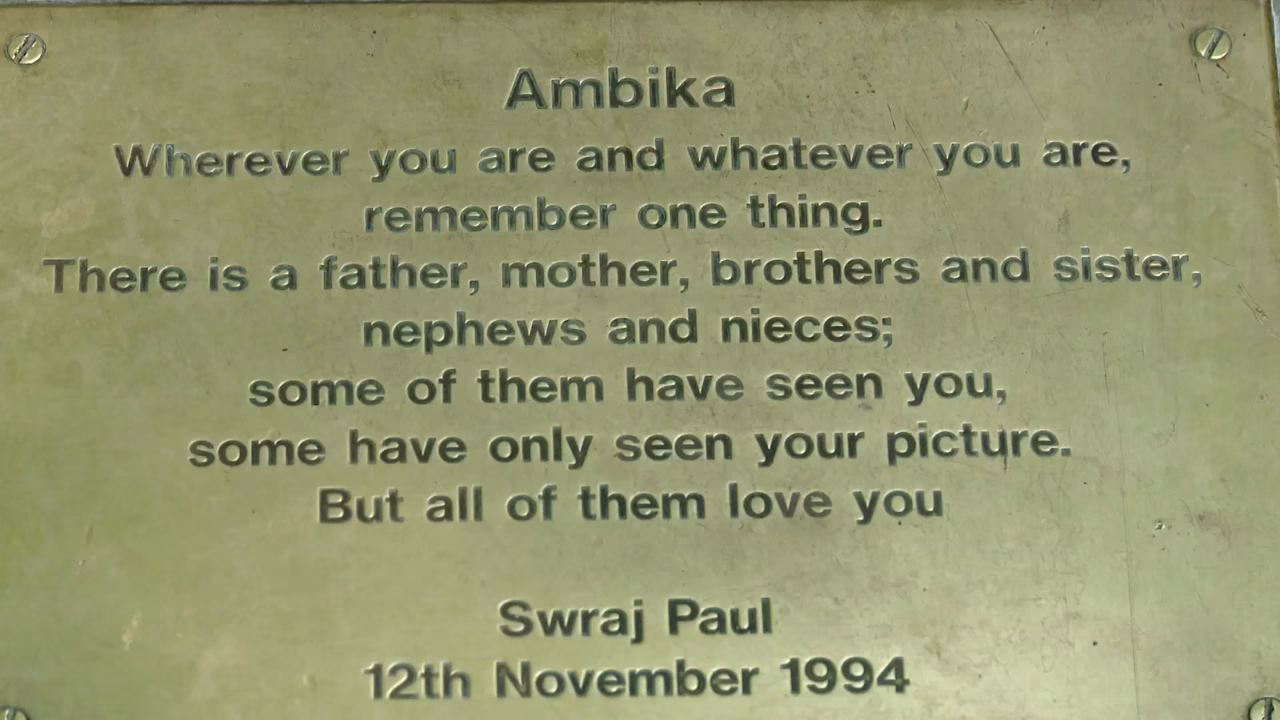 Ambika
Wherever you are and whatever you are,
remember one thing.
There is a father, mother, brothers and sister,
nephews and nieces;
some of them have seen you,
some have only seen your picture.
But all of them love you
Swraj Paul
12th November 1994